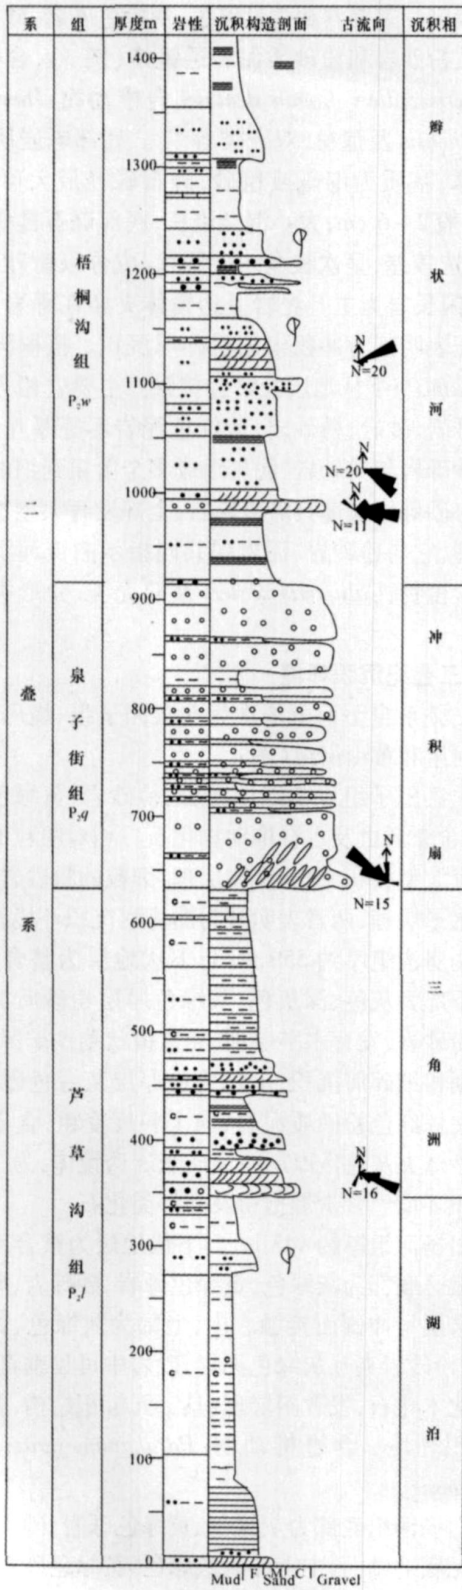 系 组 厚度m 岩性 沉积构造剖面 古流向 沉积相
1400
1300
1200
1100
1000
900
800
700
600
500
400
300
200
100
0
二
叠
系
梧
桐
沟
组
P₂w
泉
子
街
组
P₂q
芦
草
沟
组
P₂l
N
N=20
N
N=20
N
N=11
N
N=15
N
N=16
辫
状
河
冲
积
扇
三
角
洲
湖
泊
Mud F M C Gravel
Sand